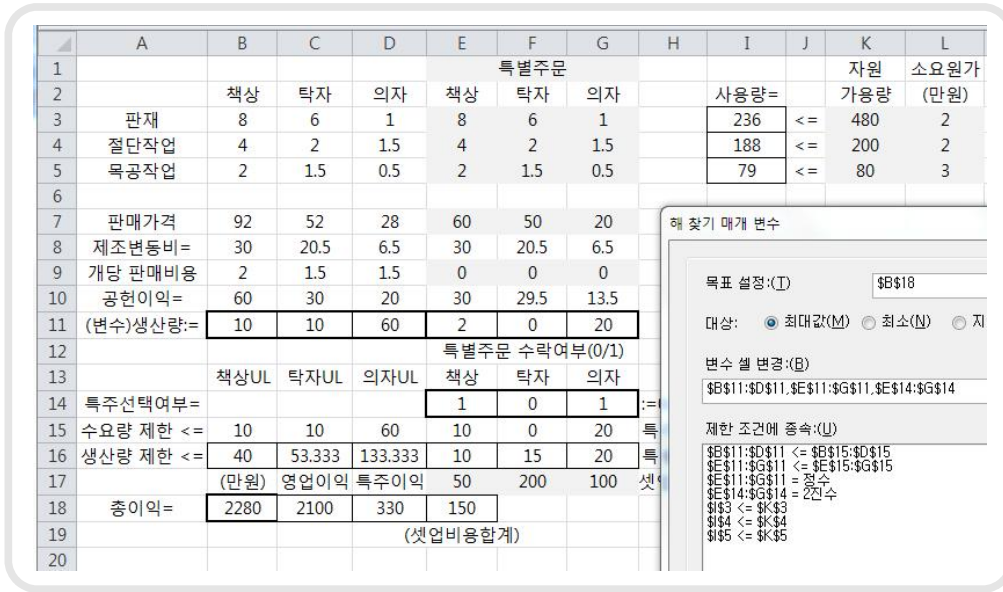 A B C D E F G H I J K L
1 특별주문 자원 소요원가
2 책상 탁자 의자 책상 탁자 의자 사용량= 가용량 (만원)
3 판재 8 6 1 8 6 1 236 <= 480 2
4 절단작업 4 2 1.5 4 2 1.5 188 <= 200 2
5 목공작업 2 1.5 0.5 2 1.5 0.5 79 <= 80 3
6
7 판매가격 92 52 28 60 50 20
8 제조변동비= 30 20.5 6.5 30 20.5 6.5
9 개당 판매비용 2 1.5 1.5 0 0 0
10 공헌이익= 60 30 20 30 29.5 13.5
11 (변수)생산량:= 10 10 60 2 0 20
12 특별주문 수락여부(0/1)
13 책상UL 탁자UL 의자UL 책상 탁자 의자
14 특주선택여부= 1 0 1 :=
15 수요량 제한 <= 10 10 60 10 0 20 특
16 생산량 제한 <= 40 53.333 133.333 10 15 20 특
17 (만원) 영업이익 특주이익 50 200 100
18 총이익= 2280 2100 330 150
19 (셋업비용합계)
20
해 찾기 매개 변수
목표 설정:(T) $B$18
대상: 최대값(M) 최소(N) 지
변수 셀 변경:(B)
$B$11:$D$11,$E$11:$G$11,$E$14:$G$14
제한 조건에 종속:(U)
$B$11:$D$11 <= $B$15:$D$15
$E$11:$G$11 <= $E$15:$G$15
$E$11:$G$11 = 정수
$E$14:$G$14 = 2진수
$I$3 <= $K$3
$I$4 <= $K$4
$I$5 <= $K$5